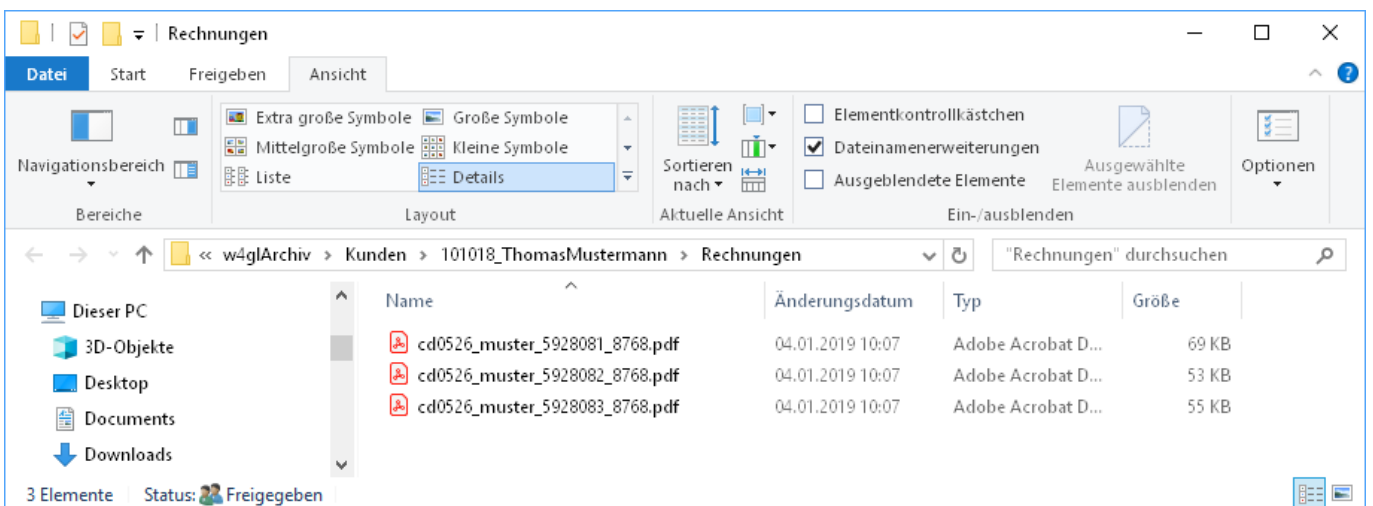 Rechnungen
Datei Start Freigeben Ansicht
Navigationsbereich
Bereiche
Extra große Symbole Große Symbole
Mittelgroße Symbole Kleine Symbole
Liste Details
Layout
Sortieren
nach
Aktuelle Ansicht
Elementkontrollkästchen
Dateinamenerweiterungen
Ausgeblendete Elemente
Ausgewählte
Elemente ausblenden
Ein-/ausblenden
Optionen
« w4glArchiv > Kunden > 101018_ThomasMustermann > Rechnungen
"Rechnungen" durchsuchen
Dieser PC
3D-Objekte
Desktop
Documents
Downloads
Name Änderungsdatum Typ Größe
cd0526_muster_5928081_8768.pdf 04.01.2019 10:07 Adobe Acrobat D... 69 KB
cd0526_muster_5928082_8768.pdf 04.01.2019 10:07 Adobe Acrobat D... 53 KB
cd0526_muster_5928083_8768.pdf 04.01.2019 10:07 Adobe Acrobat D... 55 KB
3 Elemente Status: Freigegeben